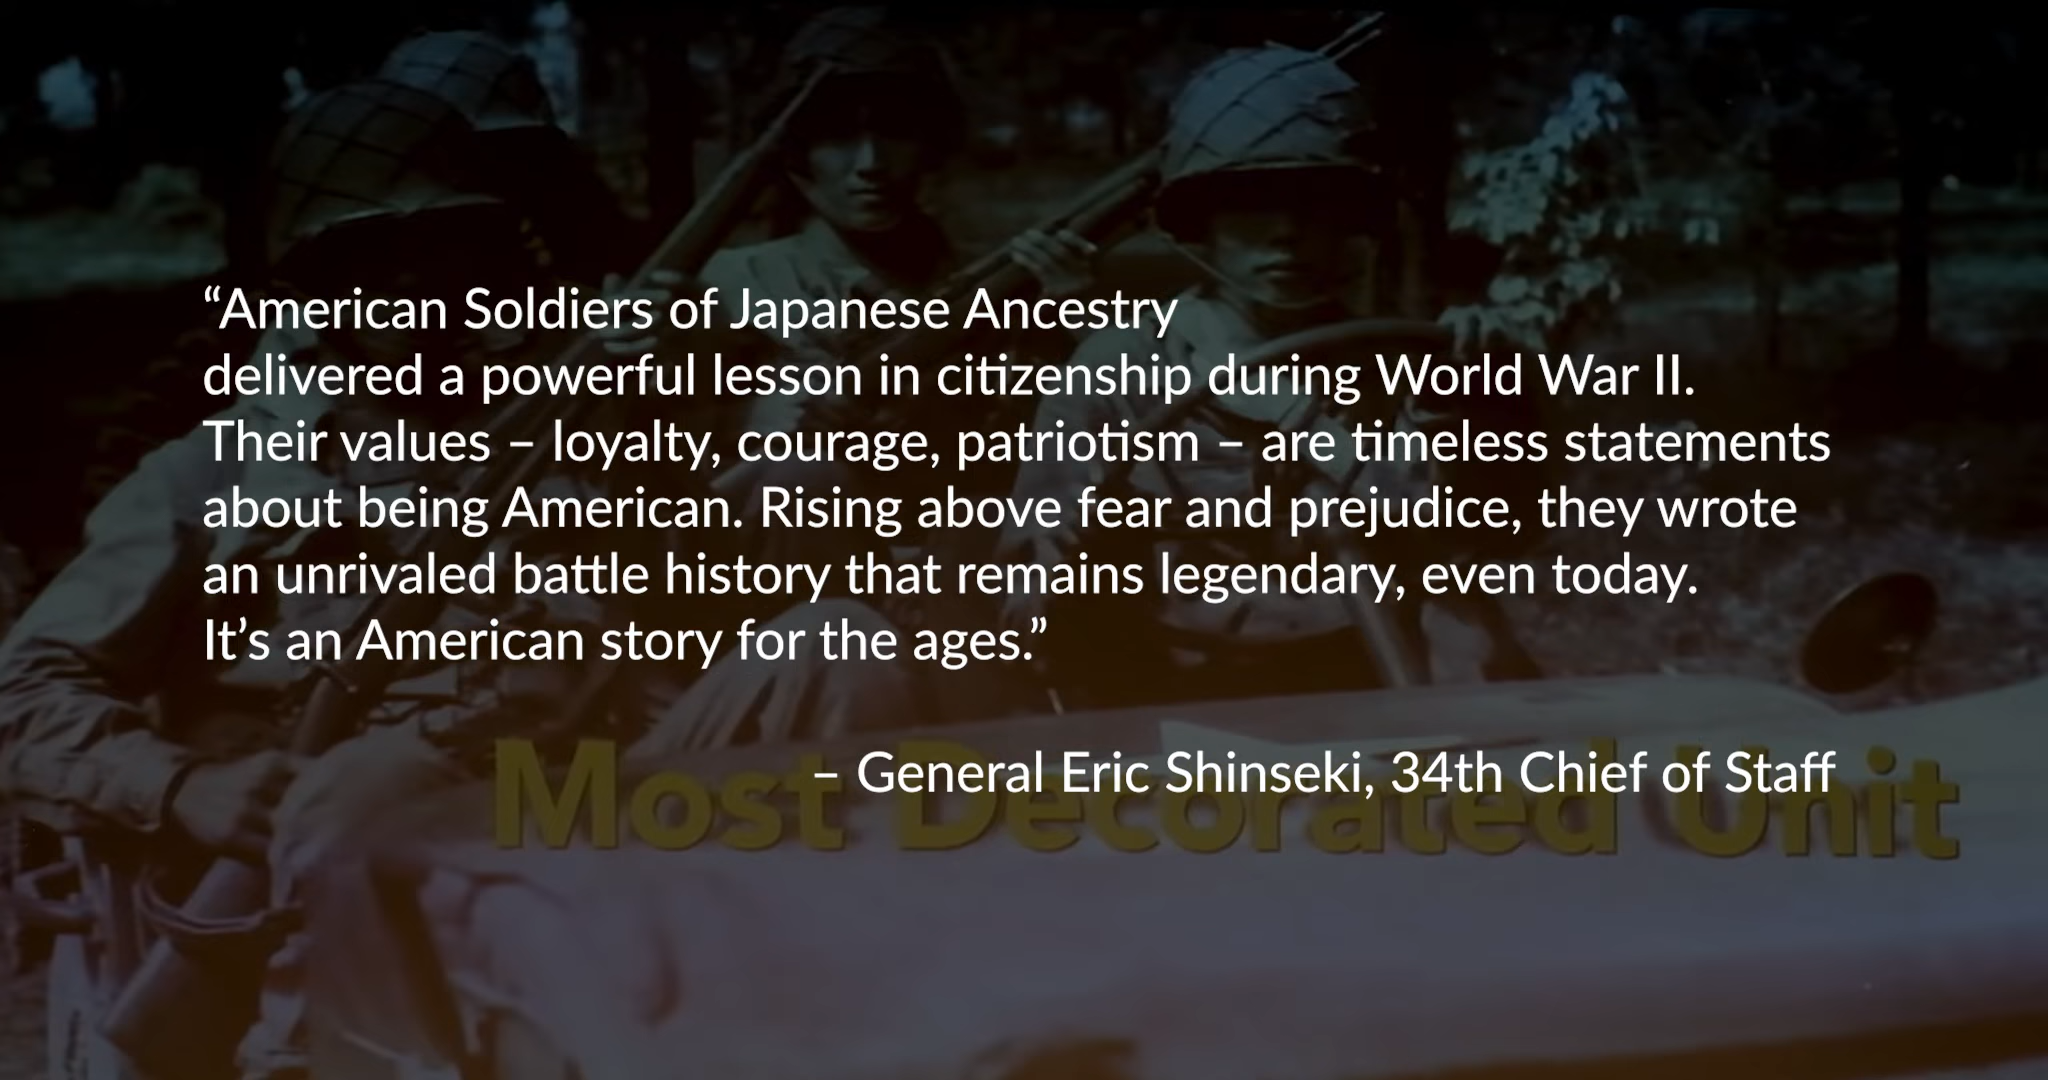 “American Soldiers of Japanese Ancestry
delivered a powerful lesson in citizenship during World War II.
Their values – loyalty, courage, patriotism – are timeless statements
about being American. Rising above fear and prejudice, they wrote
an unrivaled battle history that remains legendary, even today.
It’s an American story for the ages.”
– General Eric Shinseki, 34th Chief of Staff
Most Decorated Unit